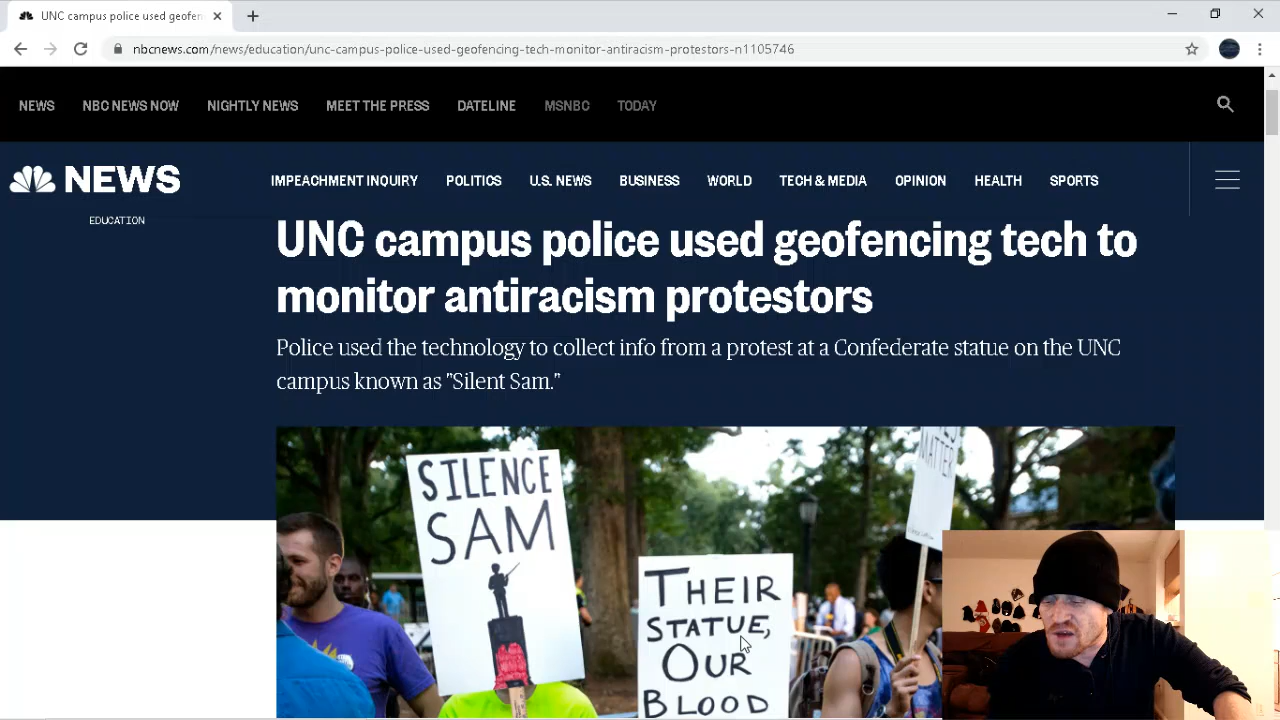 UNC campus police used geofen
nbcnews.com/news/education/unc-campus-police-used-geofencing-tech-monitor-antiracism-protestors-n1105746
NEWS NBC NEWS NOW NIGHTLY NEWS MEET THE PRESS DATELINE MSNBC TODAY
NEWS IMPEACHMENT INQUIRY POLITICS U.S. NEWS BUSINESS WORLD TECH & MEDIA OPINION HEALTH SPORTS
EDUCATION
UNC campus police used geofencing tech to
monitor antiracism protestors
Police used the technology to collect info from a protest at a Confederate statue on the UNC
campus known as "Silent Sam."
SILENCE
SAM
THEIR
STATUE,
OUR
BLOOD
MATTER